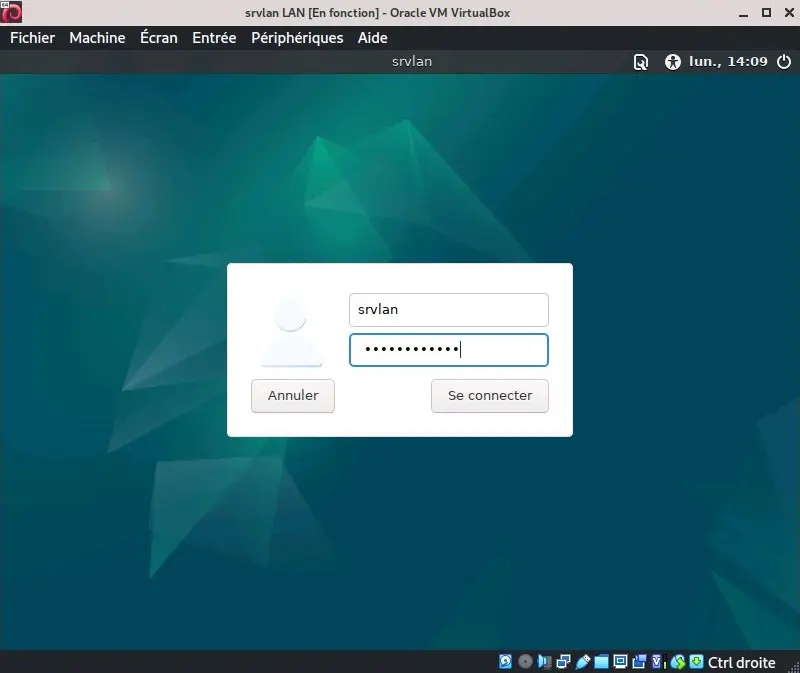 srvlan LAN [En fonction] - Oracle VM VirtualBox
Fichier Machine Écran Entrée Périphériques Aide
srvlan lun., 14:09
srvlan
••••••••••••
Annuler Se connecter
Ctrl droite